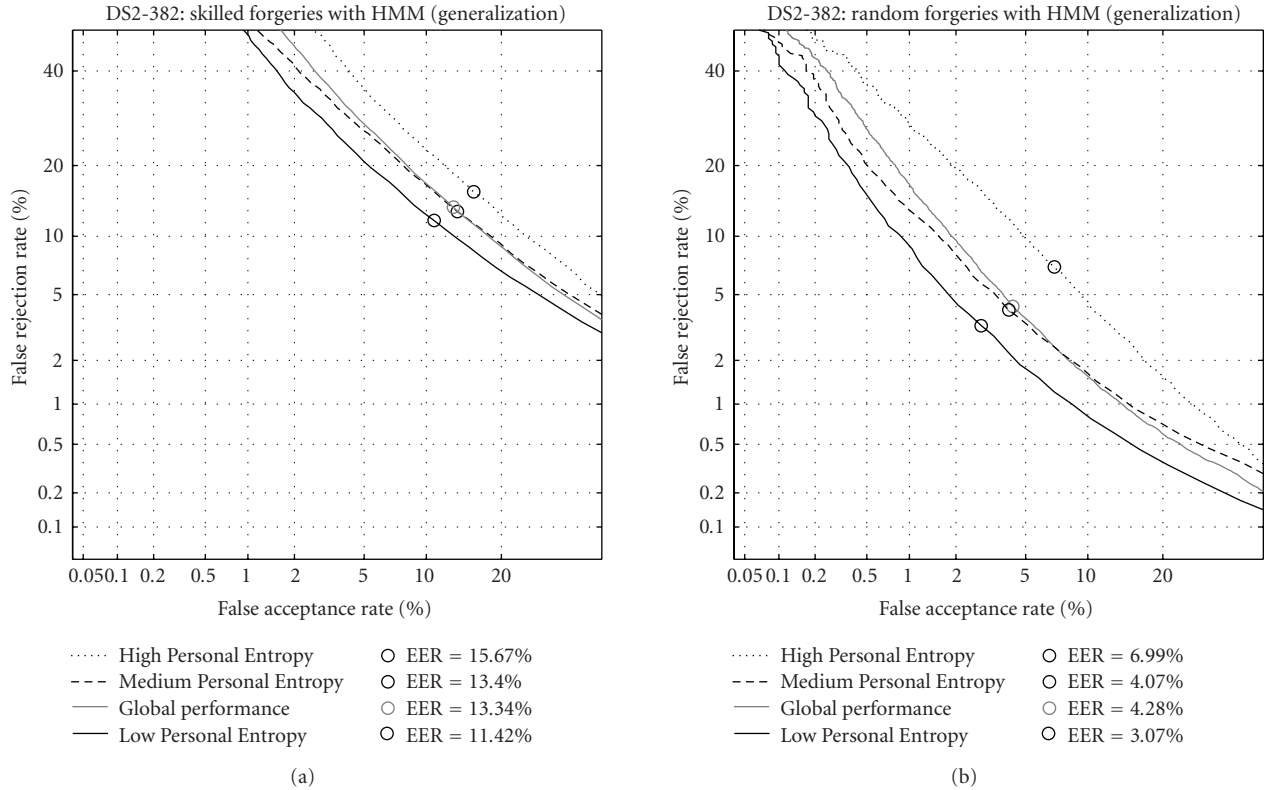 DS2-382: skilled forgeries with HMM (generalization)
40
20
10
5
2
1
0.5
0.2
0.1
False rejection rate (%)
0.05 0.1 0.2 0.5 1 2 5 10 20
False acceptance rate (%)
High Personal Entropy EER = 15.67%
Medium Personal Entropy EER = 13.4%
Global performance EER = 13.34%
Low Personal Entropy EER = 11.42%
(a)
DS2-382: random forgeries with HMM (generalization)
40
20
10
5
2
1
0.5
0.2
0.1
False rejection rate (%)
0.05 0.1 0.2 0.5 1 2 5 10 20
False acceptance rate (%)
High Personal Entropy EER = 6.99%
Medium Personal Entropy EER = 4.07%
Global performance EER = 4.28%
Low Personal Entropy EER = 3.07%
(b)